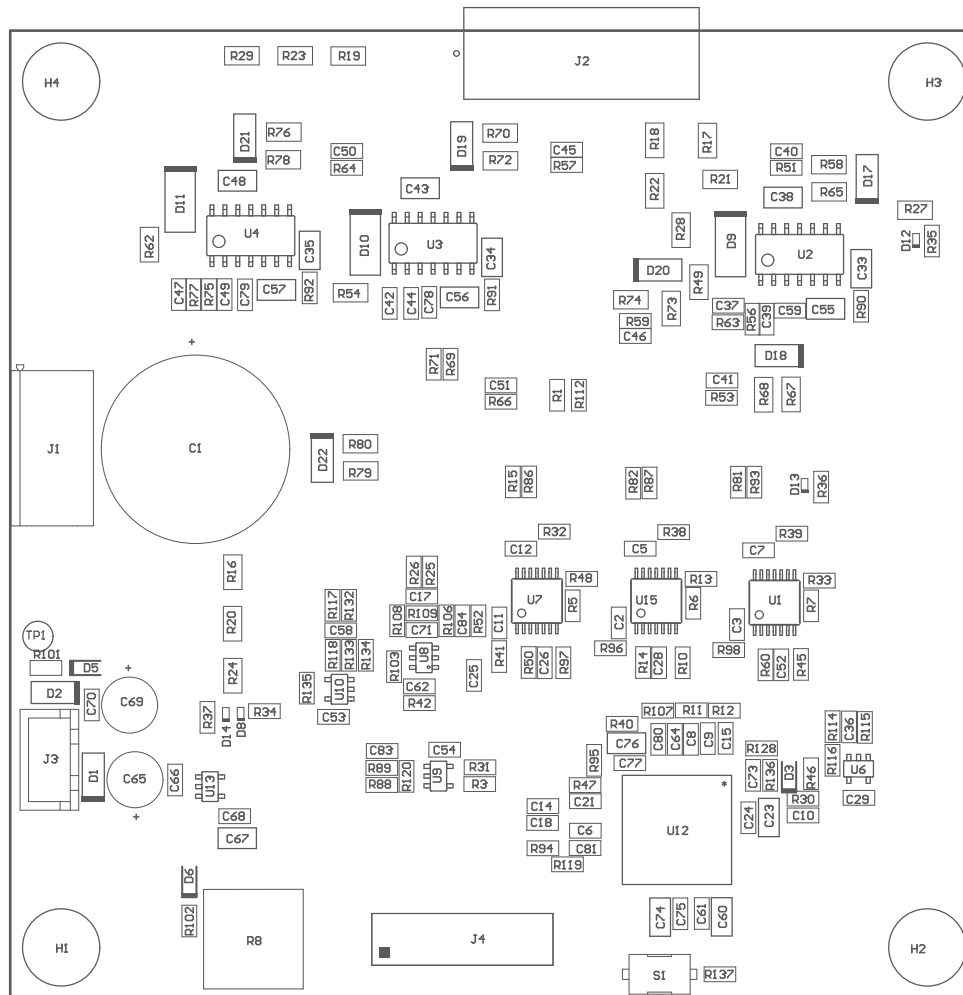 R29 R23 R19 J2
H4 H3
D21 R76 D19 R70 R18 R17
C50 C45 C40
R78 R64 R72 R57 R51 R58 D17
C48 C43 R22 R21 C38 R65
D11 R27
R62 U4 C35 D10 U3 C34 R28 D9 U2 C33 D12 R35
D20 R49
C47 R77 R75 C49 C79 C57 R92 R54 C42 C44 C78 C56 R91 R74 R73 C37 R56 C39 C59 C55 R90
R59 R63
C46
+
D18
R71 R69
C51 C41
R66 R1 R112 R53 R68 R67
J1 C1 D22 R80
R79
R15 R86 R82 R87 R81 R93 D13 R36
R32 R38 R39
C12 C5 C7
R16 R26 R25 R48 R13 R33
C17
R117 R132 R108 R109 R106 C84 R52 C11 U7 R5 C2 U15 R6 C3 U1 R7
R20 C58 C71
TP1
R101 R118 R133 R134 R103 U8 R41 R96 R98
D5 R24 C25 R50 C26 R97 R14 C28 R10 R60 C52 R45
+
D2 C70 C69 R135 U10 C62
R42
R37 D14 D8 R34 C53 R107 R11 R12
R40 R114 C36 R115
C76 C80 C64 C8 C9 C15
J3 C83 C54 R95 R128
D1 C65 C66 U13 R89 R120 U9 R31 C77 C73 R136 D3 R46 R116 U6
R88 R3 R47
C21 R30 C29
C14
+
C68 C18 C24 C23 C10
C67 C6 U12
*
R94 C81
R119
D6
R102 R8 J4 C74 C75 C61 C60
H1 H2
S1 R137